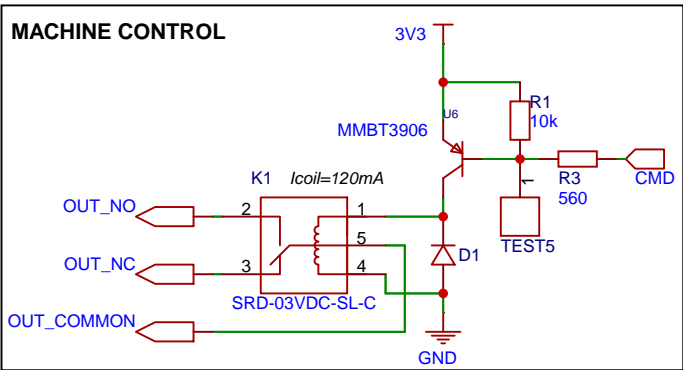 MACHINE CONTROL
3V3
R1
10k
U6
MMBT3906
1
R3
560
CMD
TEST5
K1 Icoil=120mA
OUT_NO
2
1
5
OUT_NC
3
4
D1
SRD-03VDC-SL-C
OUT_COMMON
GND